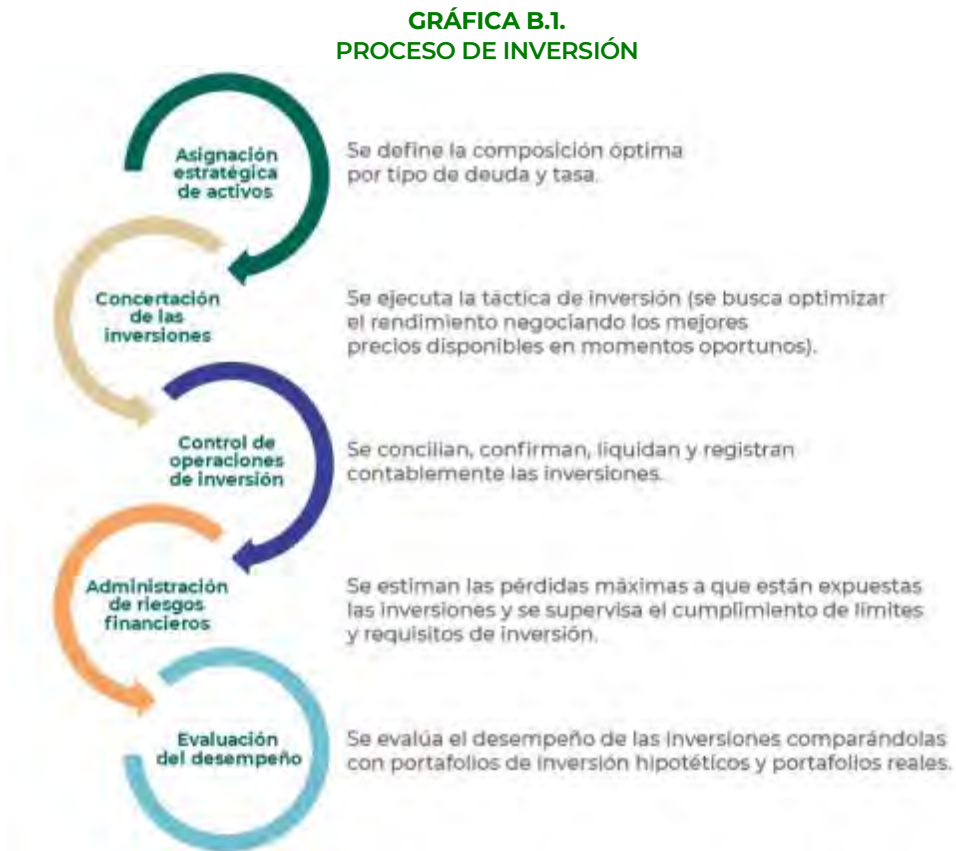 GRÁFICA B.1.
PROCESO DE INVERSIÓN
Asignación
estratégica
de activos
Se define la composición óptima
por tipo de deuda y tasa.
Concertación
de las
inversiones
Se ejecuta la táctica de inversión (se busca optimizar
el rendimiento negociando los mejores
precios disponibles en momentos oportunos).
Control de
operaciones
de inversión
Se concilian, confirman, liquidan y registran
contablemente las inversiones.
Administración
de riesgos
financieros
Se estiman las pérdidas máximas a que están expuestas
las inversiones y se supervisa el cumplimiento de límites
y requisitos de inversión.
Evaluación
del desempeño
Se evalúa el desempeño de las inversiones comparándolas
con portafolios de inversión hipotéticos y portafolios reales.